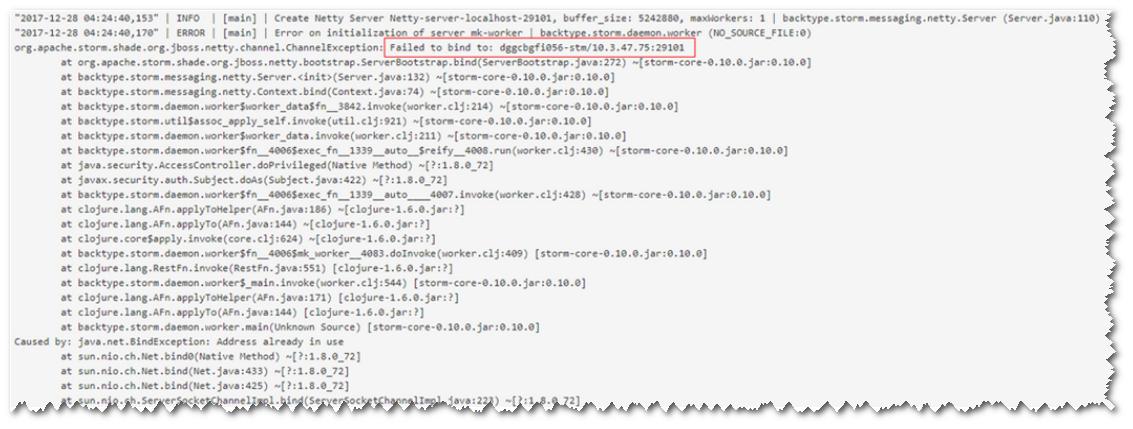 "2017-12-28 04:24:40,153" | INFO | [main] | Create Netty Server Netty-server-localhost-29101, buffer_size: 5242880, maxWorkers: 1 | backtype.storm.messaging.netty.Server (Server.java:110)
"2017-12-28 04:24:40,170" | ERROR | [main] | Error on initialization of server mk-worker | backtype.storm.daemon.worker (NO_SOURCE_FILE:0)
org.apache.storm.shade.org.jboss.netty.channel.ChannelException: Failed to bind to: dggcbgfi056-stm/10.3.47.75:29101
at org.apache.storm.shade.org.jboss.netty.bootstrap.ServerBootstrap.bind(ServerBootstrap.java:272) ~[storm-core-0.10.0.jar:0.10.0]
at backtype.storm.messaging.netty.Server.<init>(Server.java:132) ~[storm-core-0.10.0.jar:0.10.0]
at backtype.storm.messaging.netty.Context.bind(Context.java:74) ~[storm-core-0.10.0.jar:0.10.0]
at backtype.storm.daemon.worker$worker_data$fn__3842.invoke(worker.clj:214) ~[storm-core-0.10.0.jar:0.10.0]
at backtype.storm.util$assoc_apply_self.invoke(util.clj:921) ~[storm-core-0.10.0.jar:0.10.0]
at backtype.storm.daemon.worker$worker_data.invoke(worker.clj:211) ~[storm-core-0.10.0.jar:0.10.0]
at backtype.storm.daemon.worker$fn__4006$exec_fn__1339__auto__$reify__4008.run(worker.clj:430) ~[storm-core-0.10.0.jar:0.10.0]
at java.security.AccessController.doPrivileged(Native Method) ~[?:1.8.0_72]
at javax.security.auth.Subject.doAs(Subject.java:422) ~[?:1.8.0_72]
at backtype.storm.daemon.worker$fn__4006$exec_fn__1339__auto____4007.invoke(worker.clj:428) ~[storm-core-0.10.0.jar:0.10.0]
at clojure.lang.AFn.applyToHelper(AFn.java:186) ~[clojure-1.6.0.jar:?]
at clojure.lang.AFn.applyTo(AFn.java:144) ~[clojure-1.6.0.jar:?]
at clojure.core$apply.invoke(core.clj:624) ~[clojure-1.6.0.jar:?]
at backtype.storm.daemon.worker$fn__4006$mk_worker__4083.doInvoke(worker.clj:409) [storm-core-0.10.0.jar:0.10.0]
at clojure.lang.RestFn.invoke(RestFn.java:551) [clojure-1.6.0.jar:?]
at backtype.storm.daemon.worker$_main.invoke(worker.clj:544) [storm-core-0.10.0.jar:0.10.0]
at clojure.lang.AFn.applyToHelper(AFn.java:171) [clojure-1.6.0.jar:?]
at clojure.lang.AFn.applyTo(AFn.java:144) [clojure-1.6.0.jar:?]
at backtype.storm.daemon.worker.main(Unknown Source) [storm-core-0.10.0.jar:0.10.0]
Caused by: java.net.BindException: Address already in use
at sun.nio.ch.Net.bind0(Native Method) ~[?:1.8.0_72]
at sun.nio.ch.Net.bind(Net.java:433) ~[?:1.8.0_72]
at sun.nio.ch.Net.bind(Net.java:425) ~[?:1.8.0_72]
at sun.nio.ch.ServerSocketChannelImpl.bind(ServerSocketChannelImpl.java:223) ~[?:1.8.0_72]